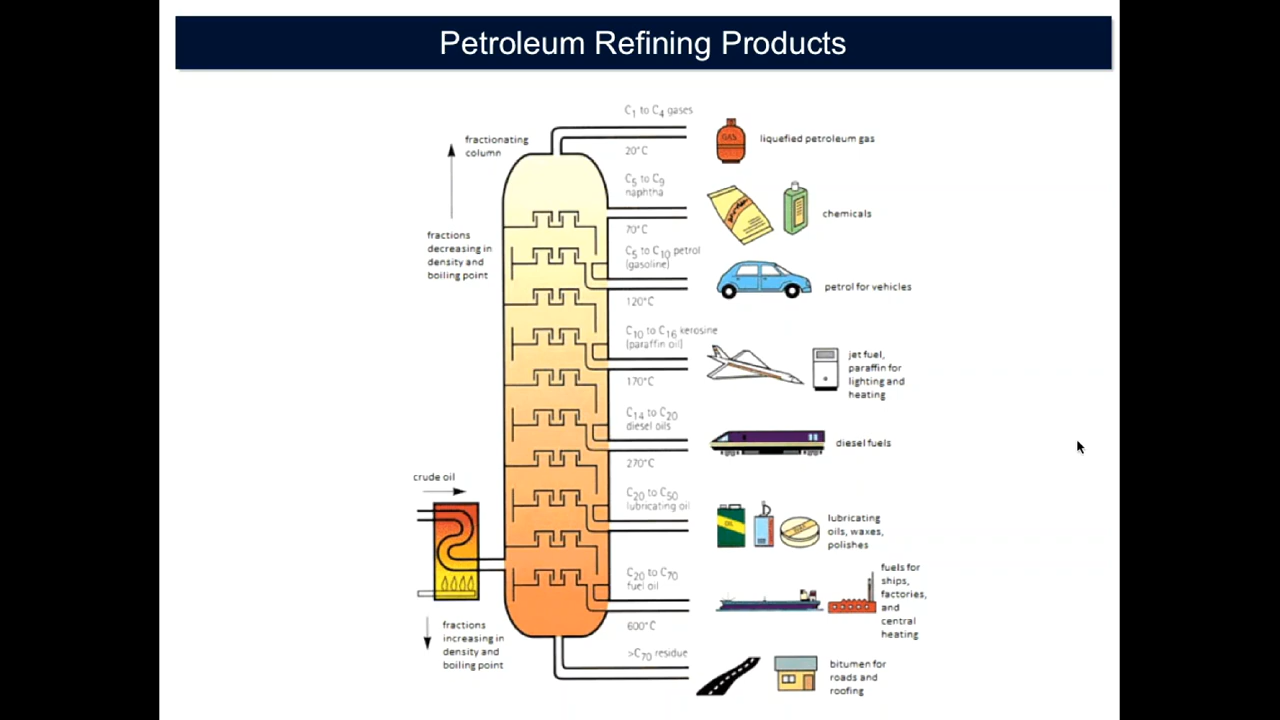 Petroleum Refining Products
C1 to C4 gases
fractionating
column
liquefied petroleum gas
20°C
C5 to C9
naphtha
chemicals
70°C
fractions
decreasing in
density and
boiling point
C5 to C10 petrol
(gasoline)
petrol for vehicles
120°C
C10 to C16 kerosine
(paraffin oil)
jet fuel,
paraffin for
lighting and
heating
170°C
C14 to C20
diesel oils
diesel fuels
270°C
crude oil
C20 to C50
lubricating oil
lubricating
oils, waxes,
polishes
C20 to C70
fuel oil
fuels for
ships,
factories,
and
central
heating
600°C
fractions
increasing in
density and
boiling point
>C70 residue
bitumen for
roads and
roofing
GAS
OIL